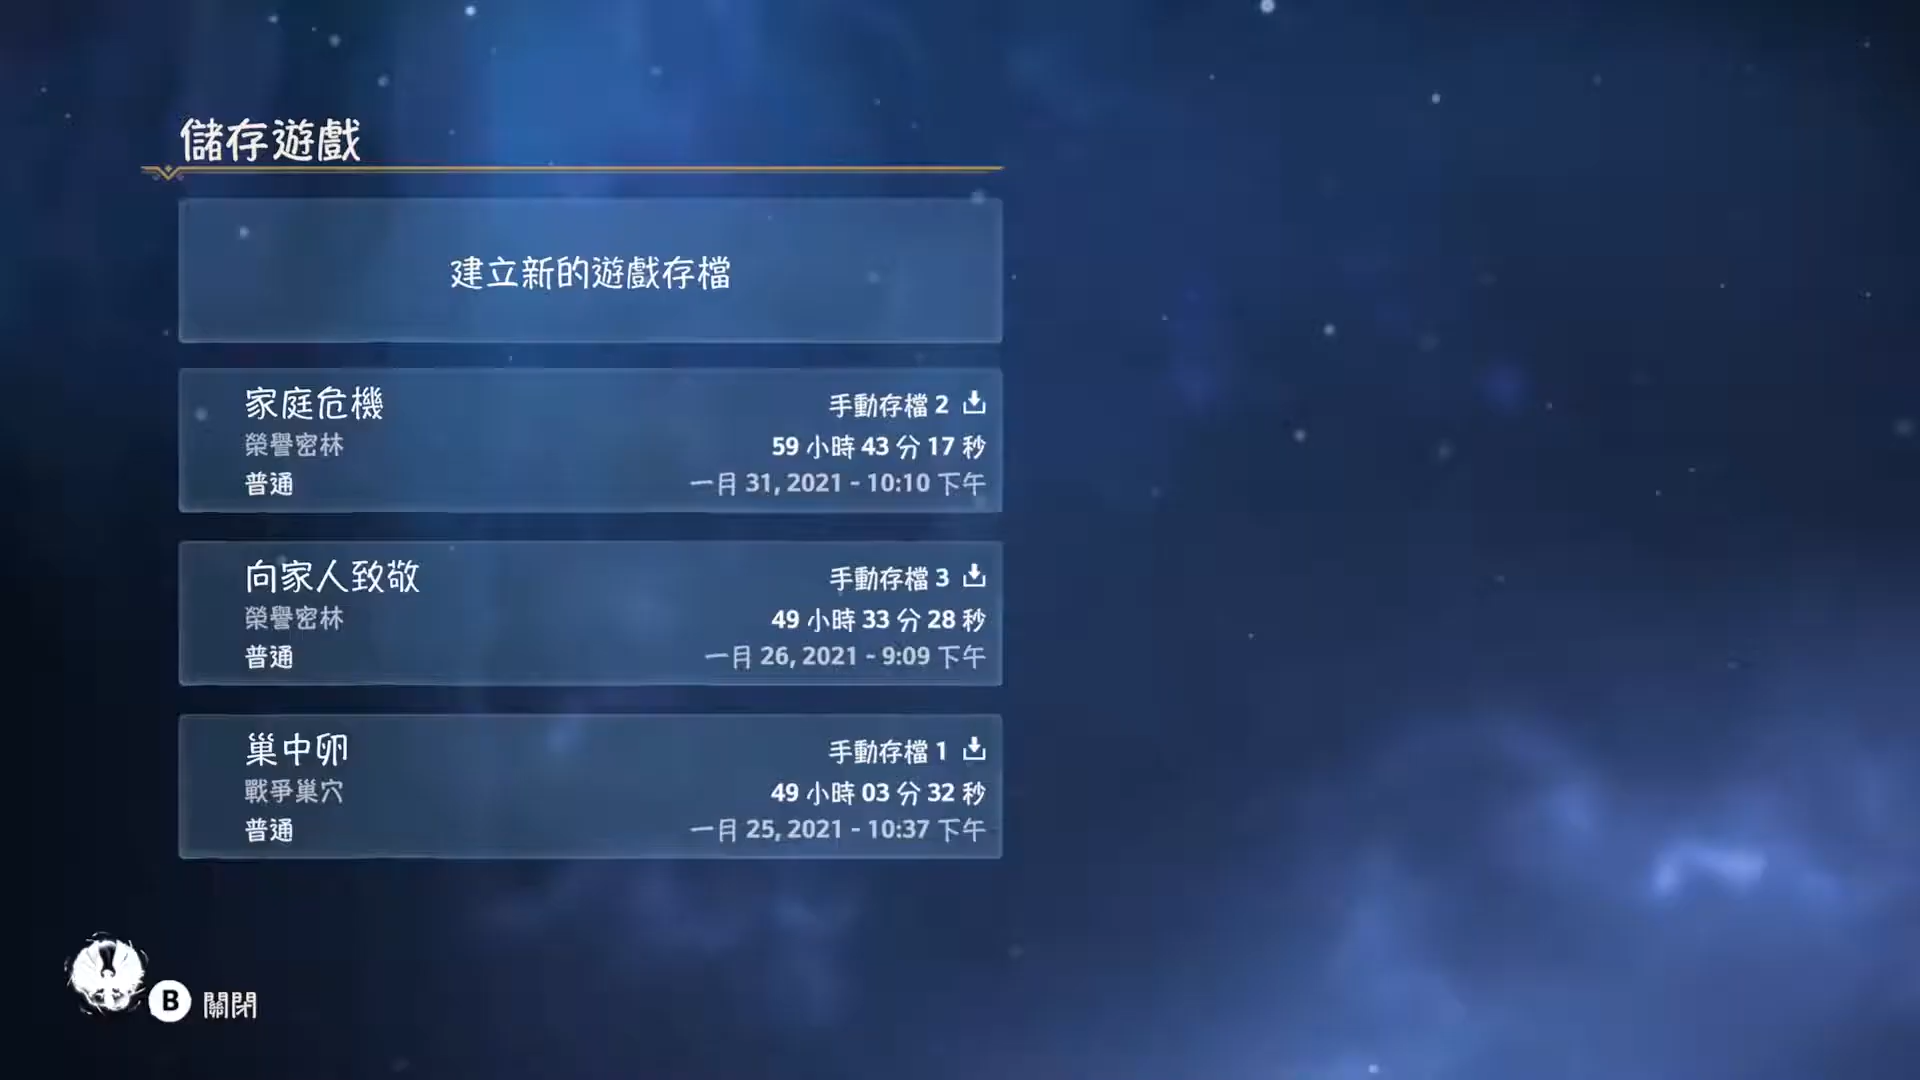 儲存遊戲
建立新的遊戲存檔
家庭危機
手動存檔 2
榮譽密林
59 小時 43 分 17 秒
普通
一月 31, 2021 - 10:10 下午
向家人致敬
手動存檔 3
榮譽密林
49 小時 33 分 28 秒
普通
一月 26, 2021 - 9:09 下午
巢中卵
手動存檔 1
戰爭巢穴
49 小時 03 分 32 秒
普通
一月 25, 2021 - 10:37 下午
B 關閉